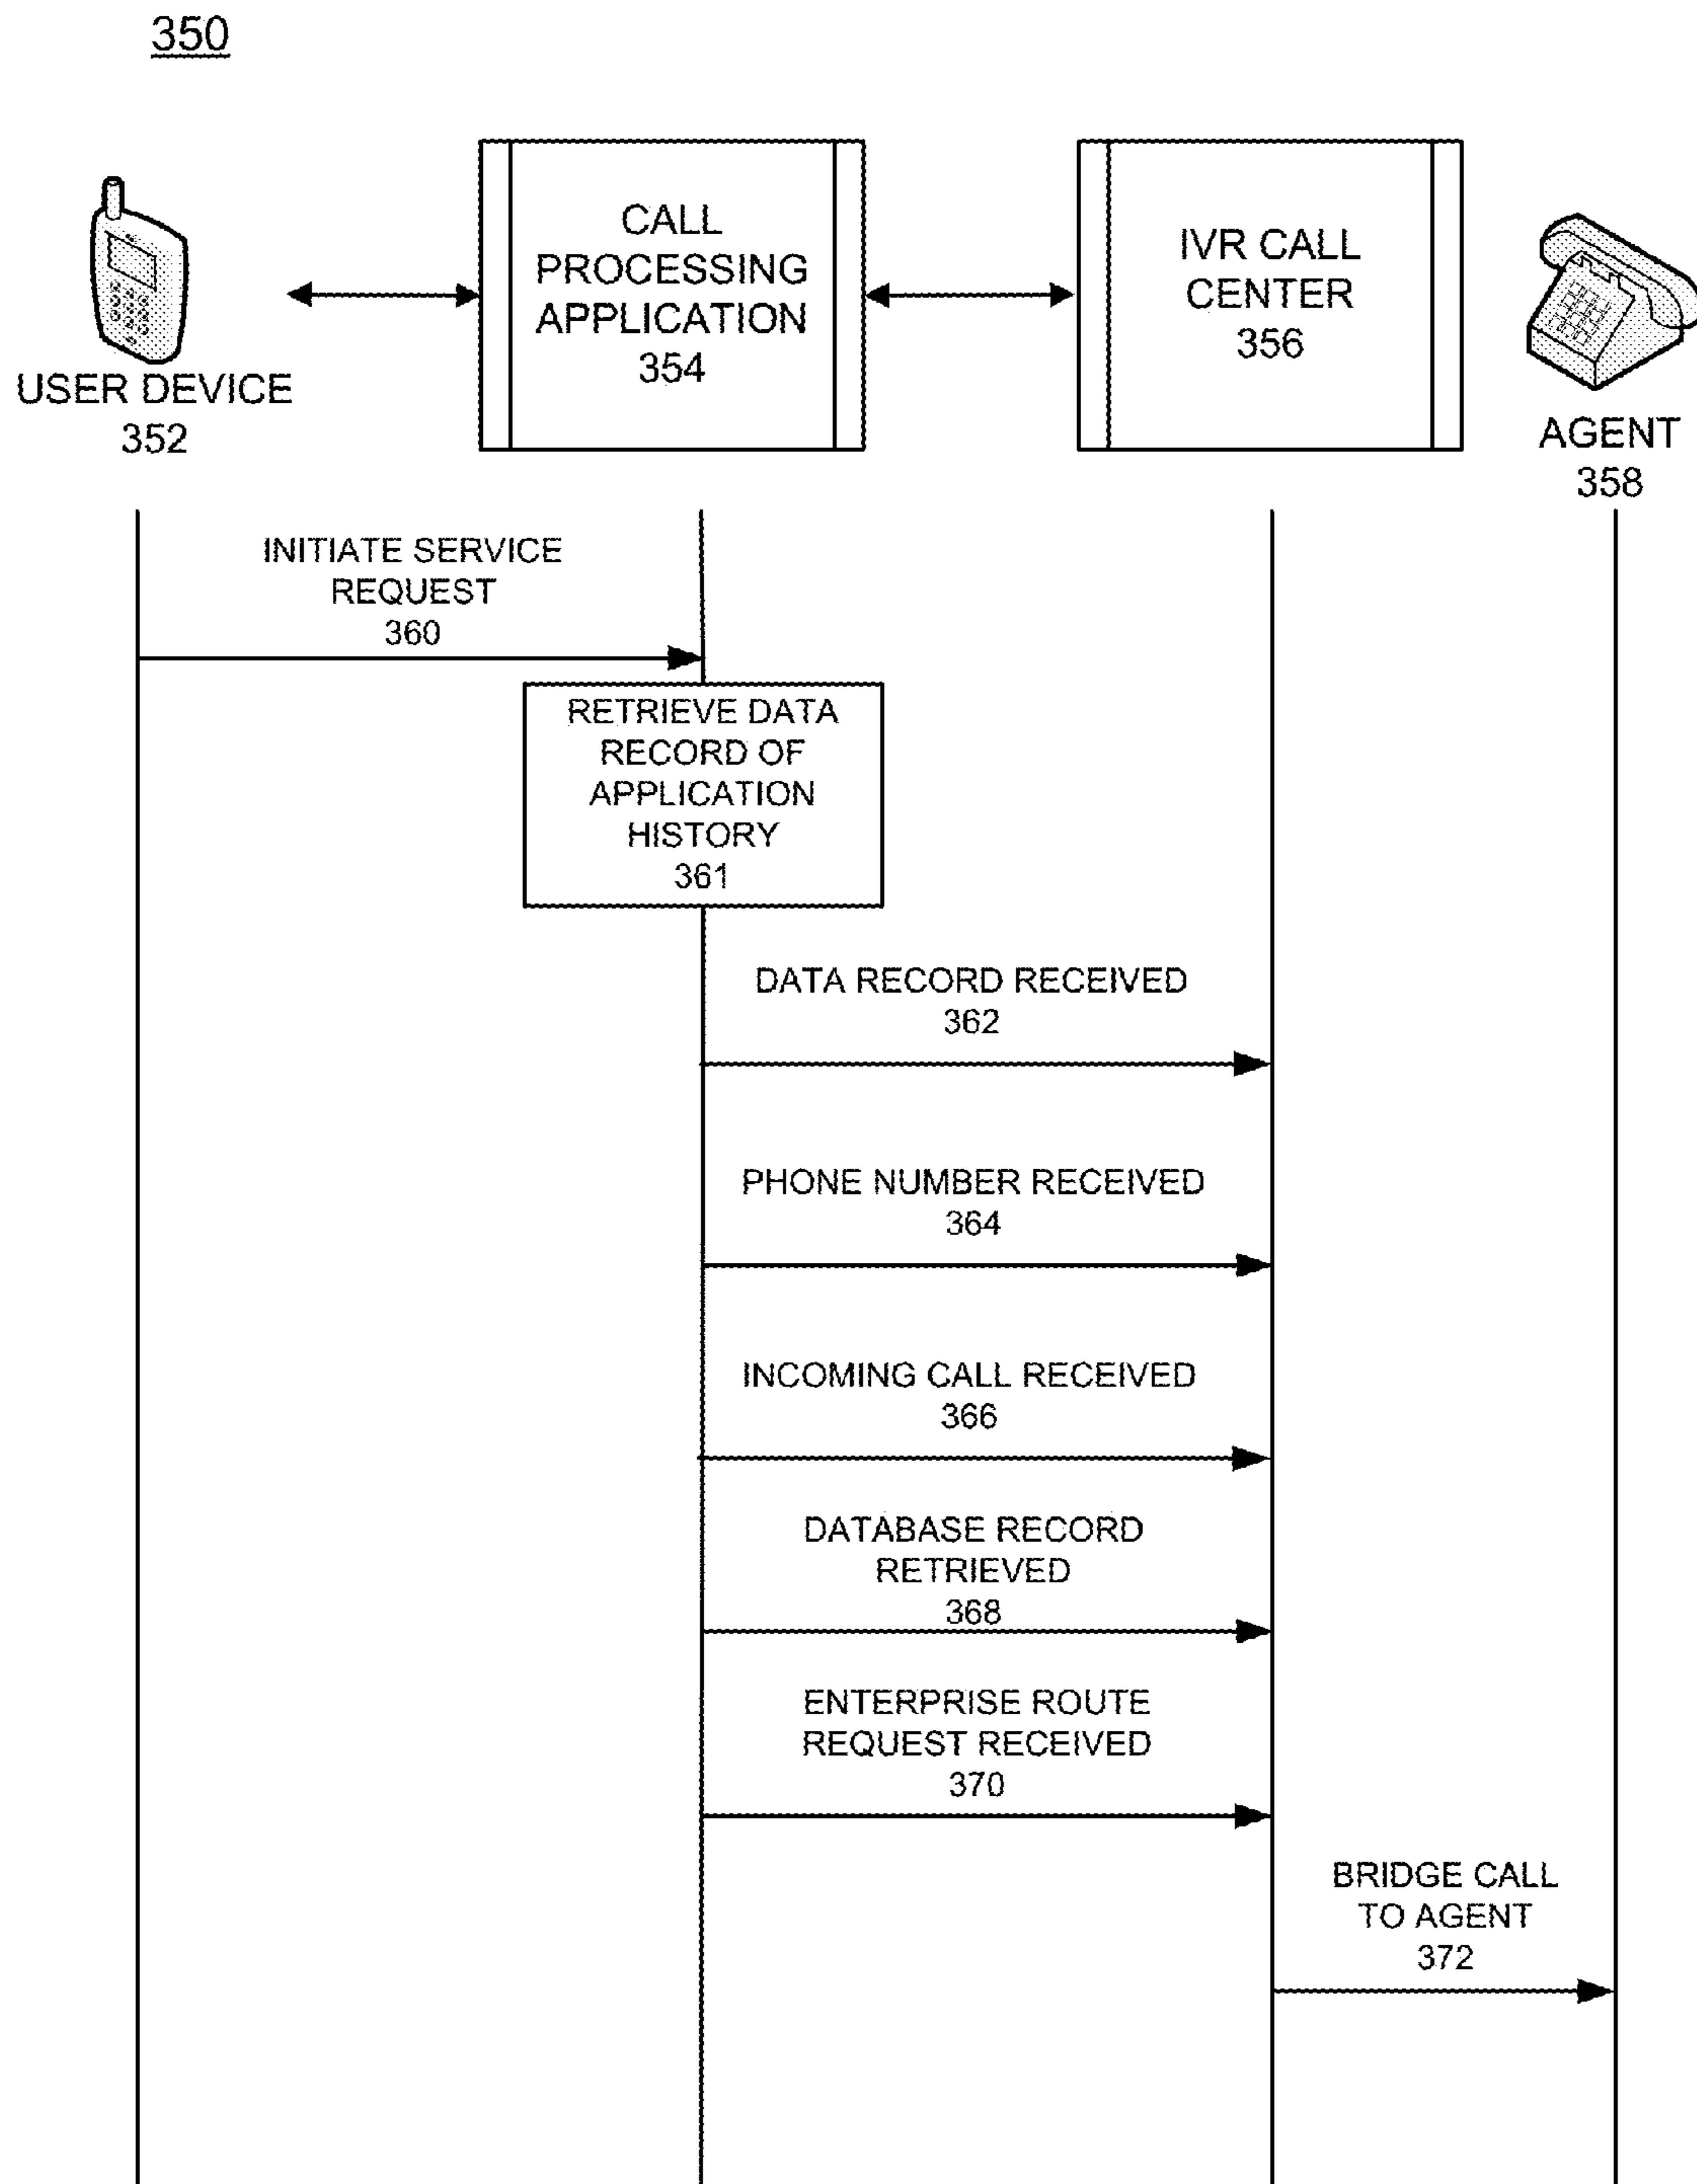 350
CALL
PROCESSING
APPLICATION
354
IVR CALL
CENTER
356
USER DEVICE
352
AGENT
358
INITIATE SERVICE
REQUEST
360
RETRIEVE DATA
RECORD OF
APPLICATION
HISTORY
361
DATA RECORD RECEIVED
362
PHONE NUMBER RECEIVED
364
INCOMING CALL RECEIVED
366
DATABASE RECORD
RETRIEVED
368
ENTERPRISE ROUTE
REQUEST RECEIVED
370
BRIDGE CALL
TO AGENT
372